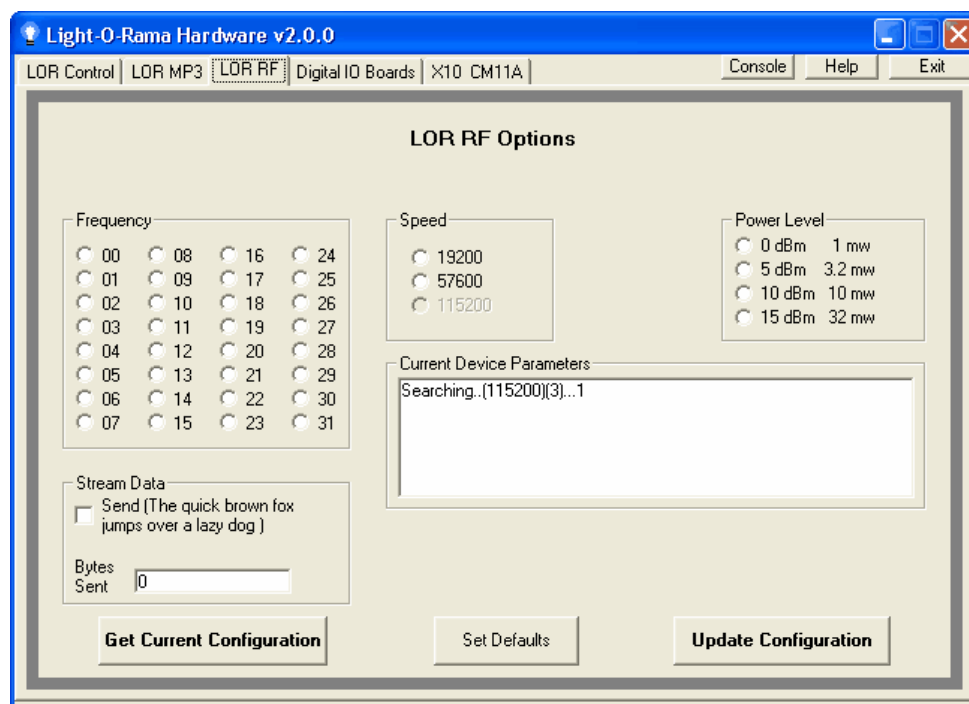 Light-O-Rama Hardware v2.0.0
LOR Control LOR MP3 LOR RF Digital IO Boards X10 CM11A Console Help Exit
LOR RF Options
Frequency
00 08 16 24
01 09 17 25
02 10 18 26
03 11 19 27
04 12 20 28
05 13 21 29
06 14 22 30
07 15 23 31
Speed
19200
57600
115200
Power Level
0 dBm 1 mw
5 dBm 3.2 mw
10 dBm 10 mw
15 dBm 32 mw
Current Device Parameters
Searching..(115200)(3)...1
Stream Data
Send (The quick brown fox
jumps over a lazy dog )
Bytes
Sent 0
Get Current Configuration Set Defaults Update Configuration